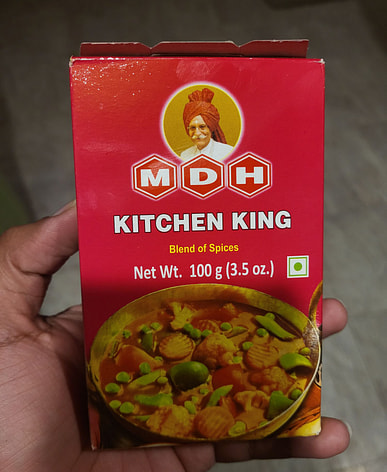 MDH
KITCHEN KING
Blend of Spices
Net Wt. 100 g (3.5 oz.)